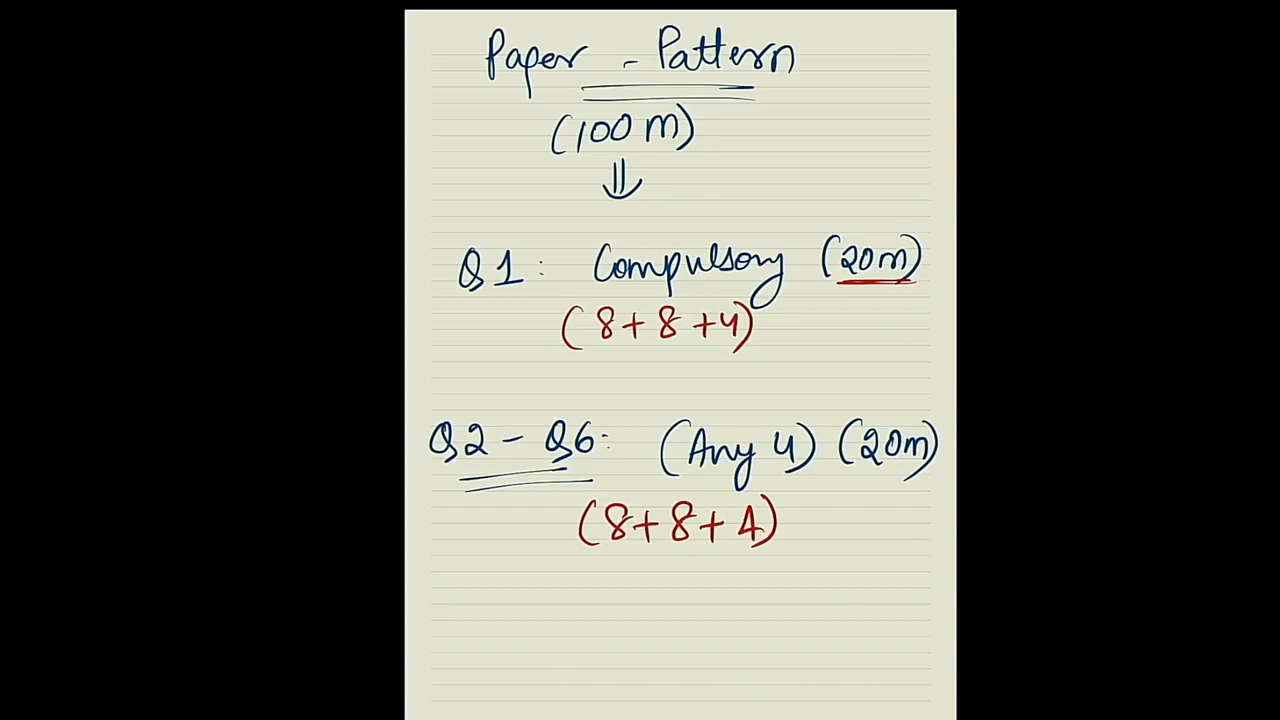 Paper - Pattern
(100 m)
⇓
Q1: Compulsory (20m)
(8+8+4)
Q2 - Q6: (Any 4) (20m)
(8+8+4)